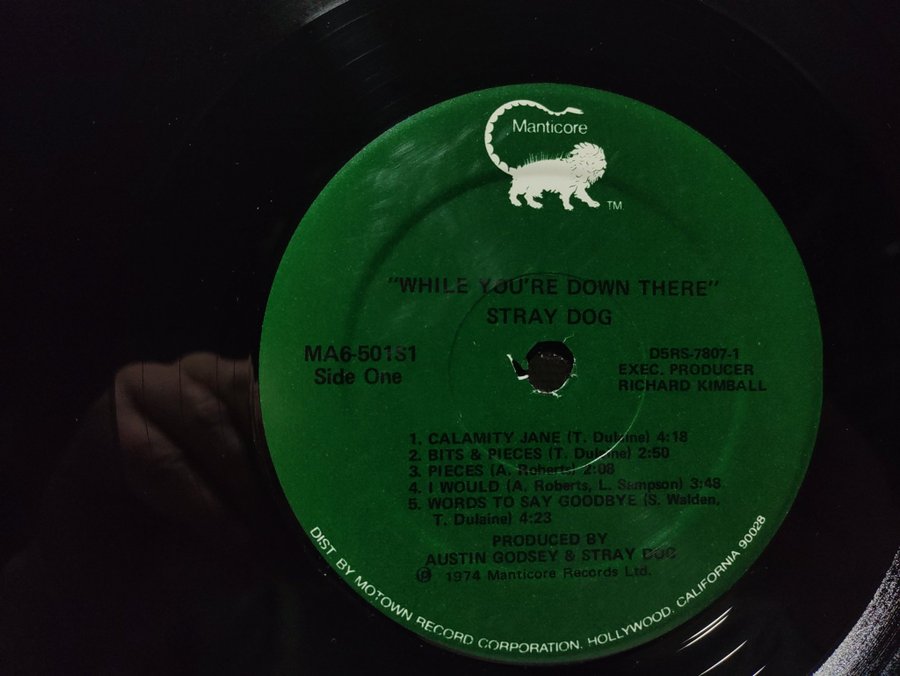 Manticore
TM
"WHILE YOU'RE DOWN THERE"
STRAY DOG
MA6-501S1
Side One
D5RS-7807-1
EXEC. PRODUCER
RICHARD KIMBALL
1. CALAMITY JANE (T. Dulaine) 4:18
2. BITS & PIECES (T. Dulaine) 2:50
3. PIECES (A. Roberts) 2:08
4. I WOULD (A. Roberts, L. Sampson) 3:48
5. WORDS TO SAY GOODBYE (S. Walden,
T. Dulaine) 4:23
PRODUCED BY
AUSTIN GODSEY & STRAY DOG
℗ 1974 Manticore Records Ltd.
DIST. BY MOTOWN RECORD CORPORATION, HOLLYWOOD, CALIFORNIA 90028